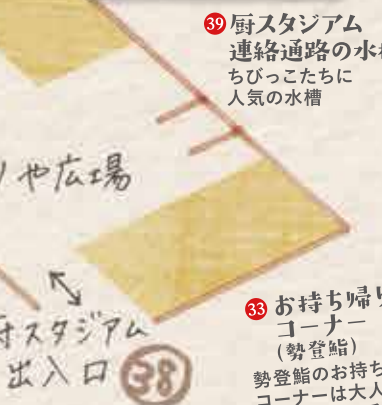 39 厨スタジアム
連絡通路の水
ちびっこたちに
人気の水槽
や広場
スタジアム
出入口 38
33 お持ち帰り
コーナー
(勢登鮨)
勢登鮨のお持ち
コーナーは大人